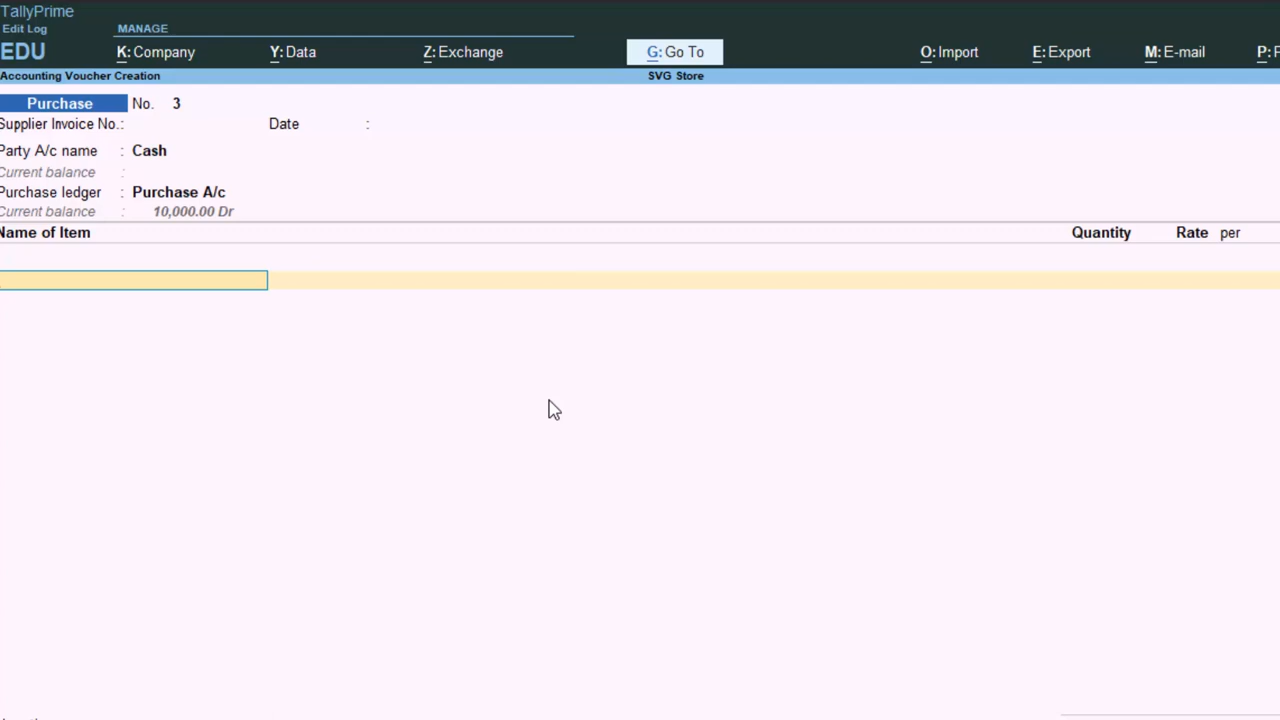 TallyPrime
Edit Log
MANAGE
EDU
K: Company
Y: Data
Z: Exchange
G: Go To
O: Import
E: Export
M: E-mail
P:
Accounting Voucher Creation
SVG Store
Purchase No. 3
Supplier Invoice No.: Date :
Party A/c name : Cash
Current balance :
Purchase ledger : Purchase A/c
Current balance : 10,000.00 Dr
Name of Item Quantity Rate per